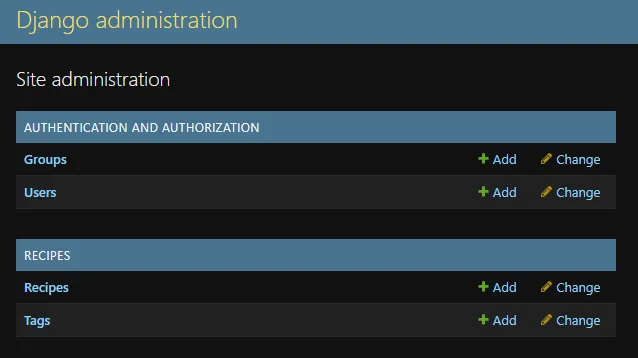 Django administration
Site administration
AUTHENTICATION AND AUTHORIZATION
Groups Add Change
Users Add Change
RECIPES
Recipes Add Change
Tags Add Change